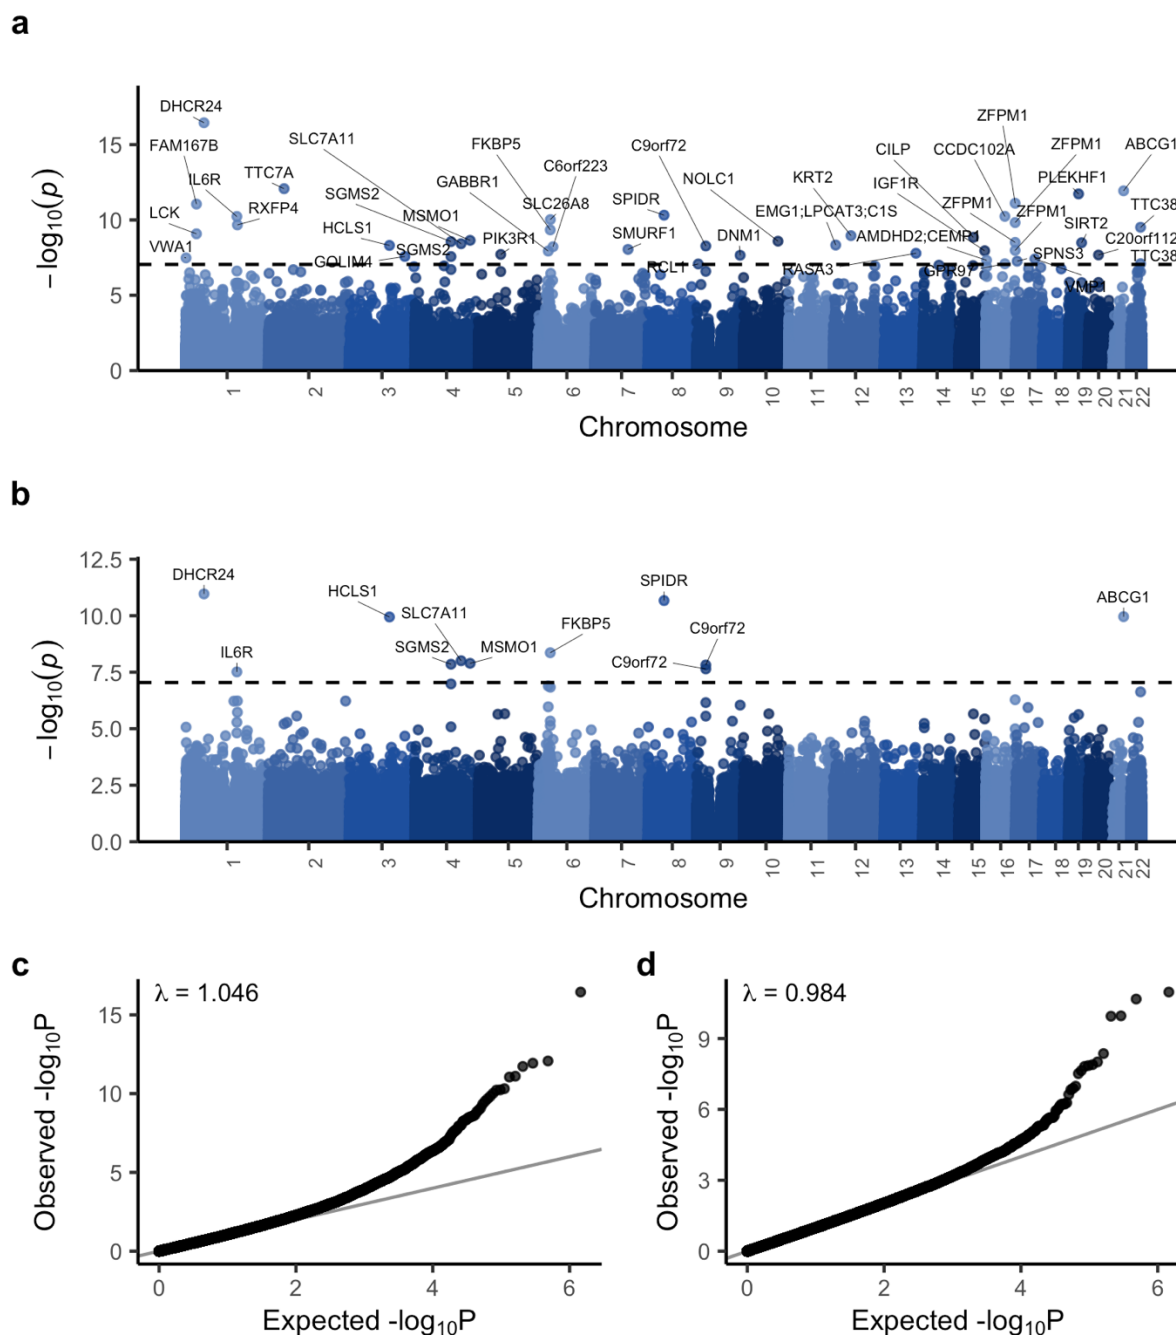 a
DHCR24
FAM167B
IL6R
LCK
RXFP4
VWA1
TTC7A
SLC7A11
SGMS2
MSMO1
HCLS1
SGMS2
GOLIM4
FKBP5
C6orf223
GABBR1
SLC26A8
PIK3R1
C9orf72
NOLC1
SPIDR
SMURF1
DNM1
RCL1
KRT2
EMG1;LPCAT3;C1S
CILP
IGF1R
AMDHD2;CEMP1
RASA3
GPR97
ZFPM1
CCDC102A
ZFPM1
ZFPM1
ZFPM1
SPNS3
VMP1
PLEKHF1
SIRT2
ABCG1
TTC38
C20orf112
TTC38
15
10
5
0
−log10(p)
1 2 3 4 5 6 7 8 9 10 11 12 13 14 15 16 17 18 19 20 21 22
Chromosome
b
DHCR24
IL6R
HCLS1
SLC7A11
SGMS2
MSMO1
FKBP5
SPIDR
C9orf72
C9orf72
ABCG1
12.5
10.0
7.5
5.0
2.5
0.0
−log10(p)
1 2 3 4 5 6 7 8 9 10 11 12 13 14 15 16 17 18 19 20 21 22
Chromosome
c
λ = 1.046
15
10
5
0
Observed -log10P
0 2 4 6
Expected -log10P
d
λ = 0.984
9
6
3
0
Observed -log10P
0 2 4 6
Expected -log10P